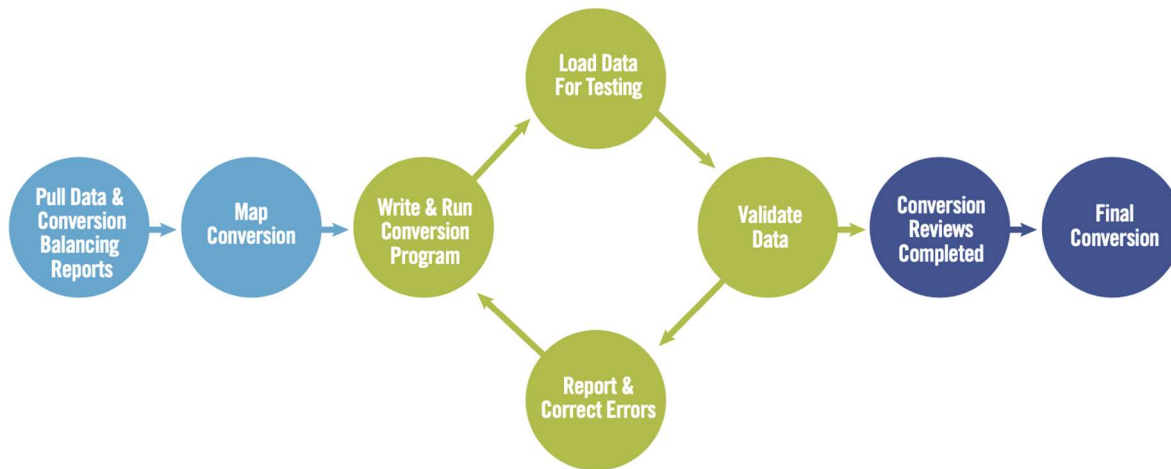 Pull Data &
Conversion
Balancing
Reports
Map
Conversion
Write & Run
Conversion
Program
Load Data
For Testing
Validate
Data
Report &
Correct Errors
Conversion
Reviews
Completed
Final
Conversion